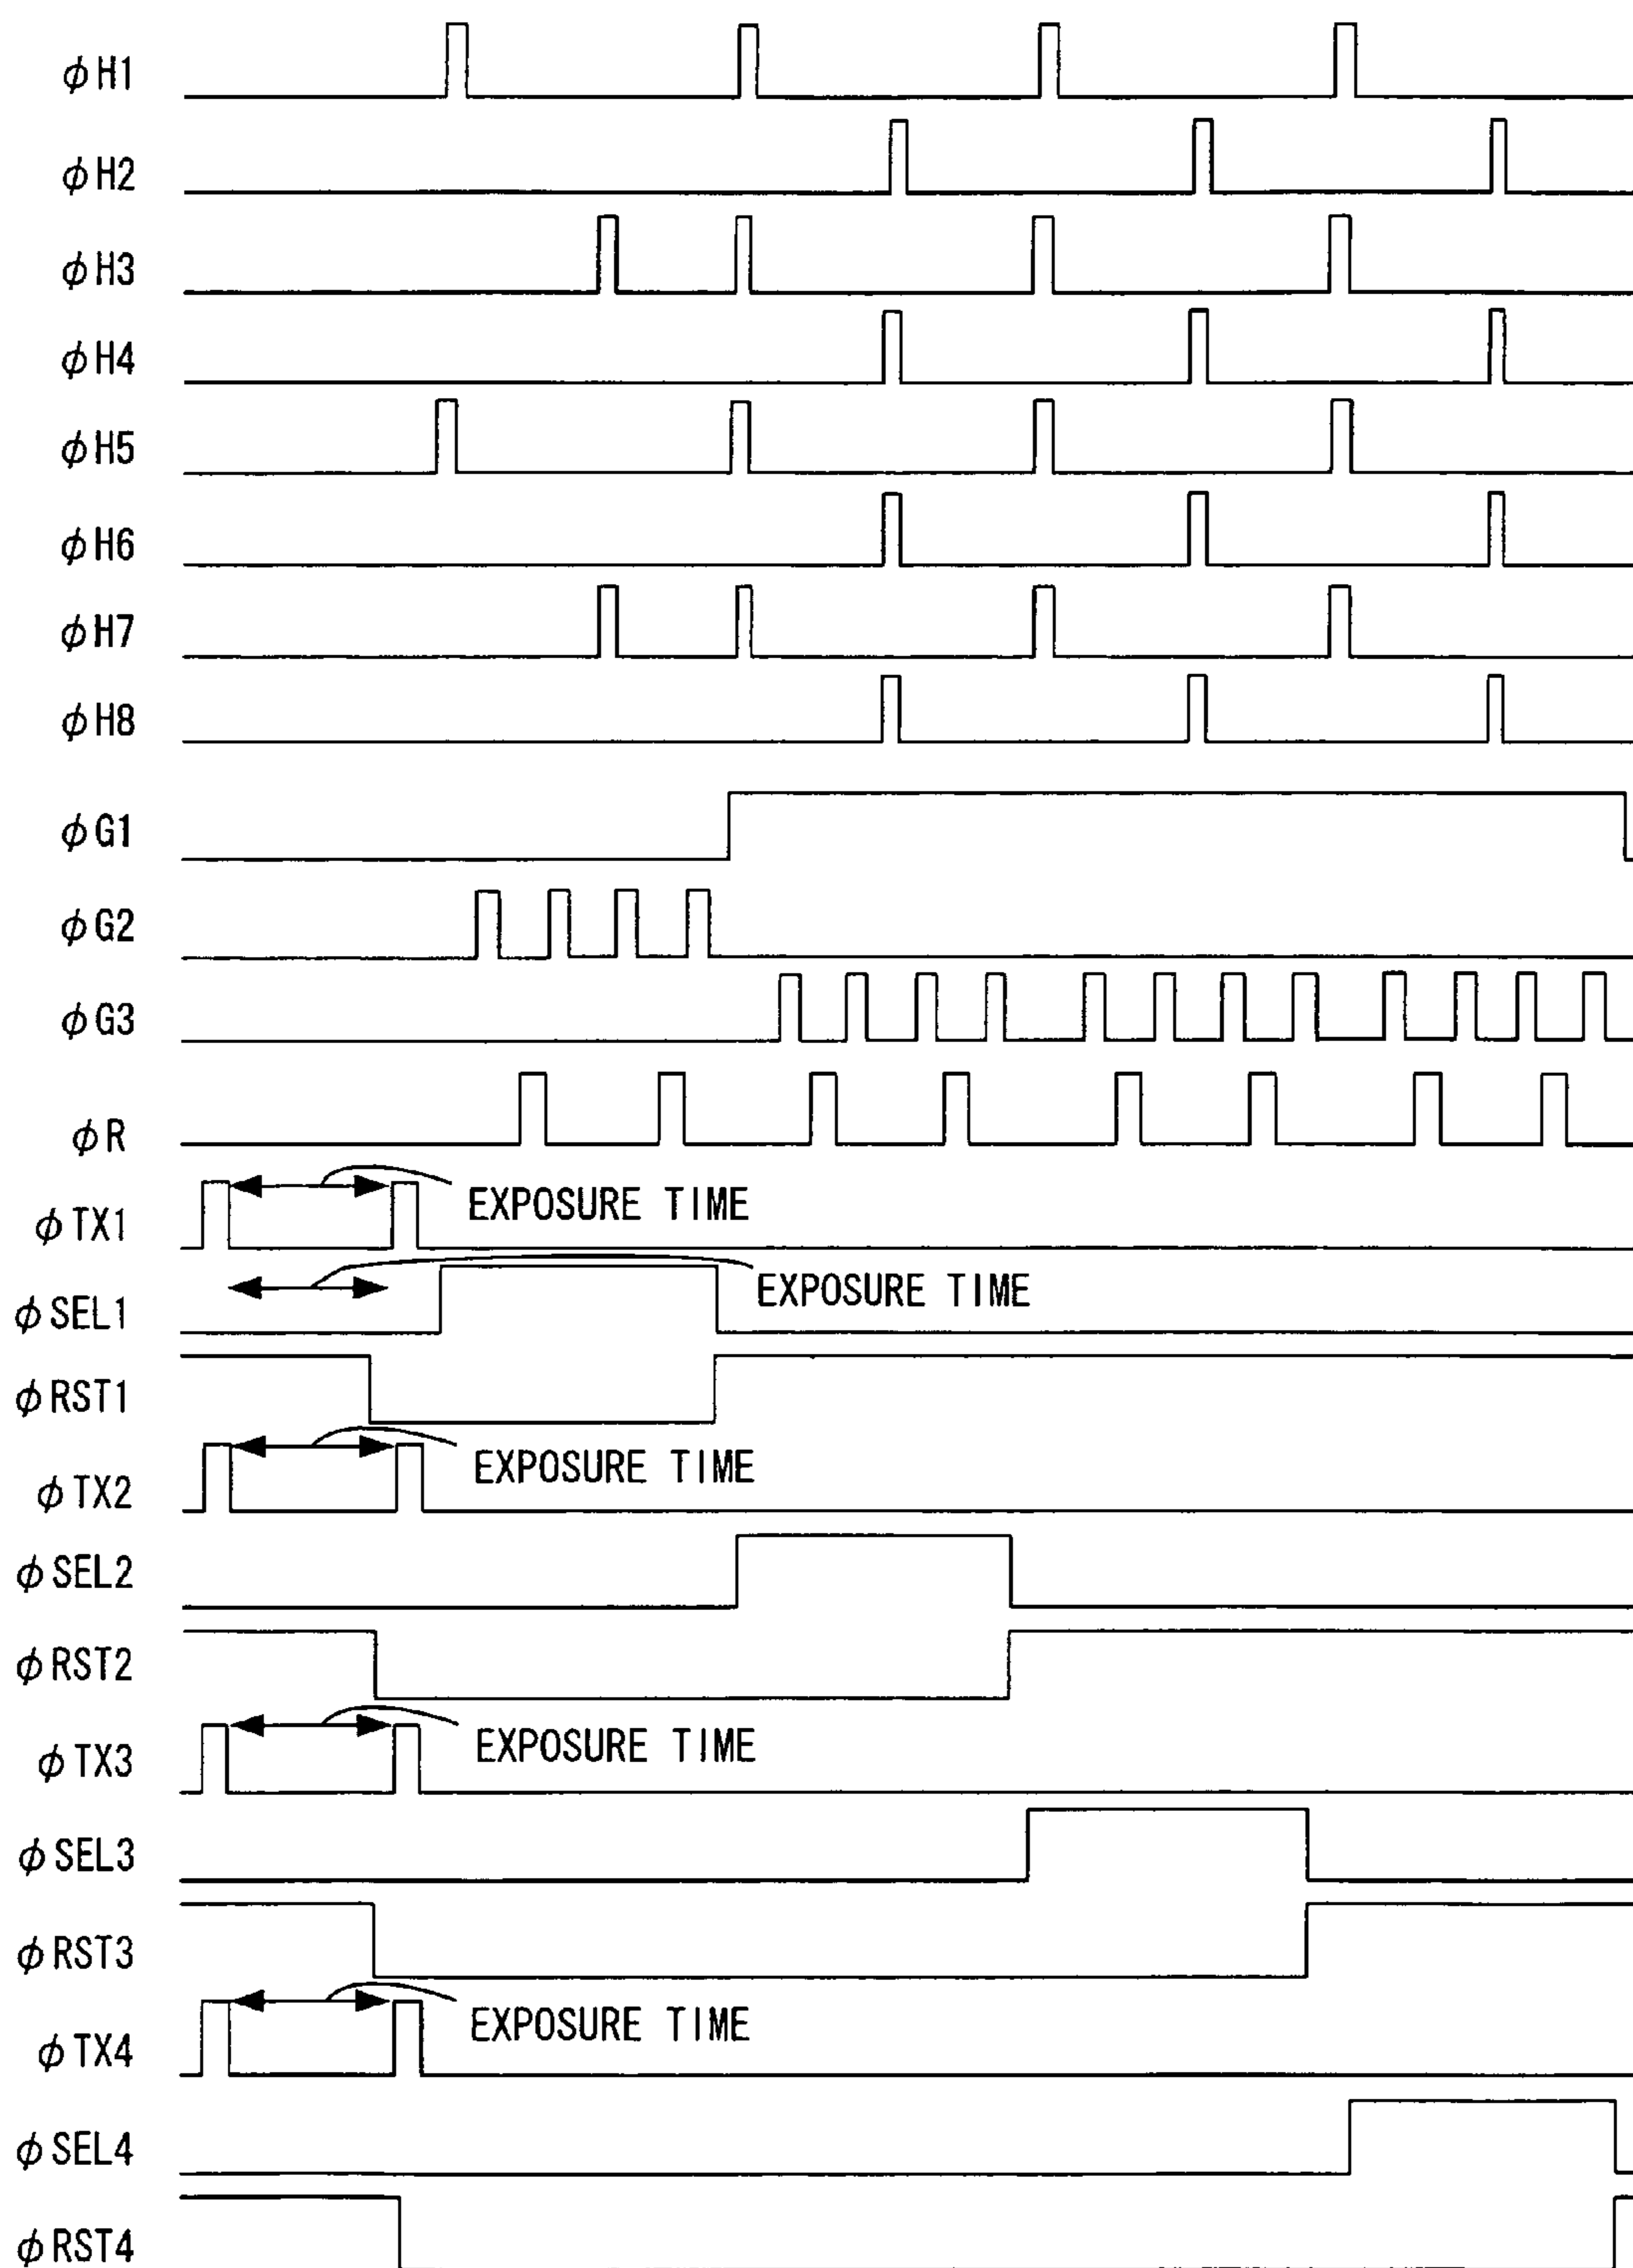 φH1
φH2
φH3
φH4
φH5
φH6
φH7
φH8
φG1
φG2
φG3
φR
φTX1
EXPOSURE TIME
φSEL1
EXPOSURE TIME
φRST1
φTX2
EXPOSURE TIME
φSEL2
φRST2
φTX3
EXPOSURE TIME
φSEL3
φRST3
φTX4
EXPOSURE TIME
φSEL4
φRST4